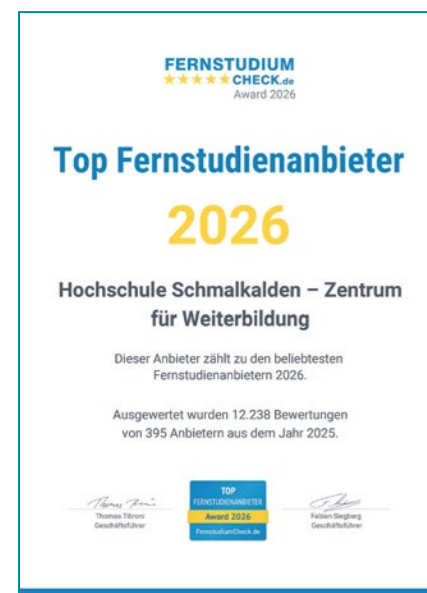 FERNSTUDIUM
CHECK.de
Award 2026
Top Fernstudienanbieter
2026
Hochschule Schmalkalden – Zentrum
für Weiterbildung
Dieser Anbieter zählt zu den beliebtesten
Fernstudienanbietern 2026.
Ausgewertet wurden 12.238 Bewertungen
von 395 Anbietern aus dem Jahr 2025.
Thomas Tibroni
Geschäftsführer
TOP
FERNSTUDIENANBIETER
Award 2026
FernstudiumCheck.de
Fabian Siegberg
Geschäftsführer